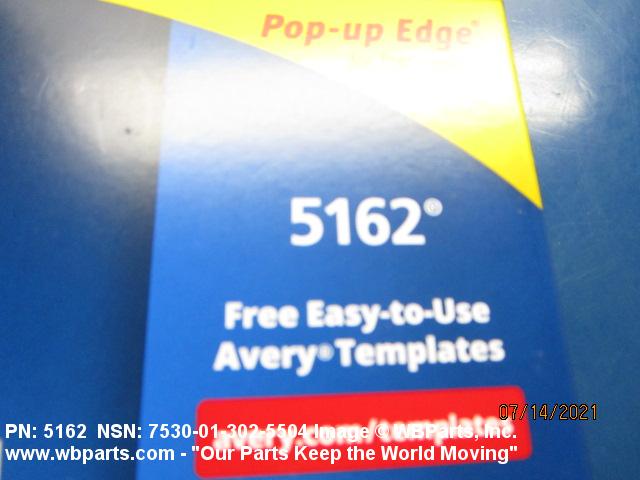 Pop-up Edge®
5162®
Free Easy-to-Use
Avery® Templates
07/14/2021
PN: 5162 NSN: 7530-01-302-5504 Image © WBParts, Inc.
www.wbparts.com - "Our Parts Keep the World Moving"